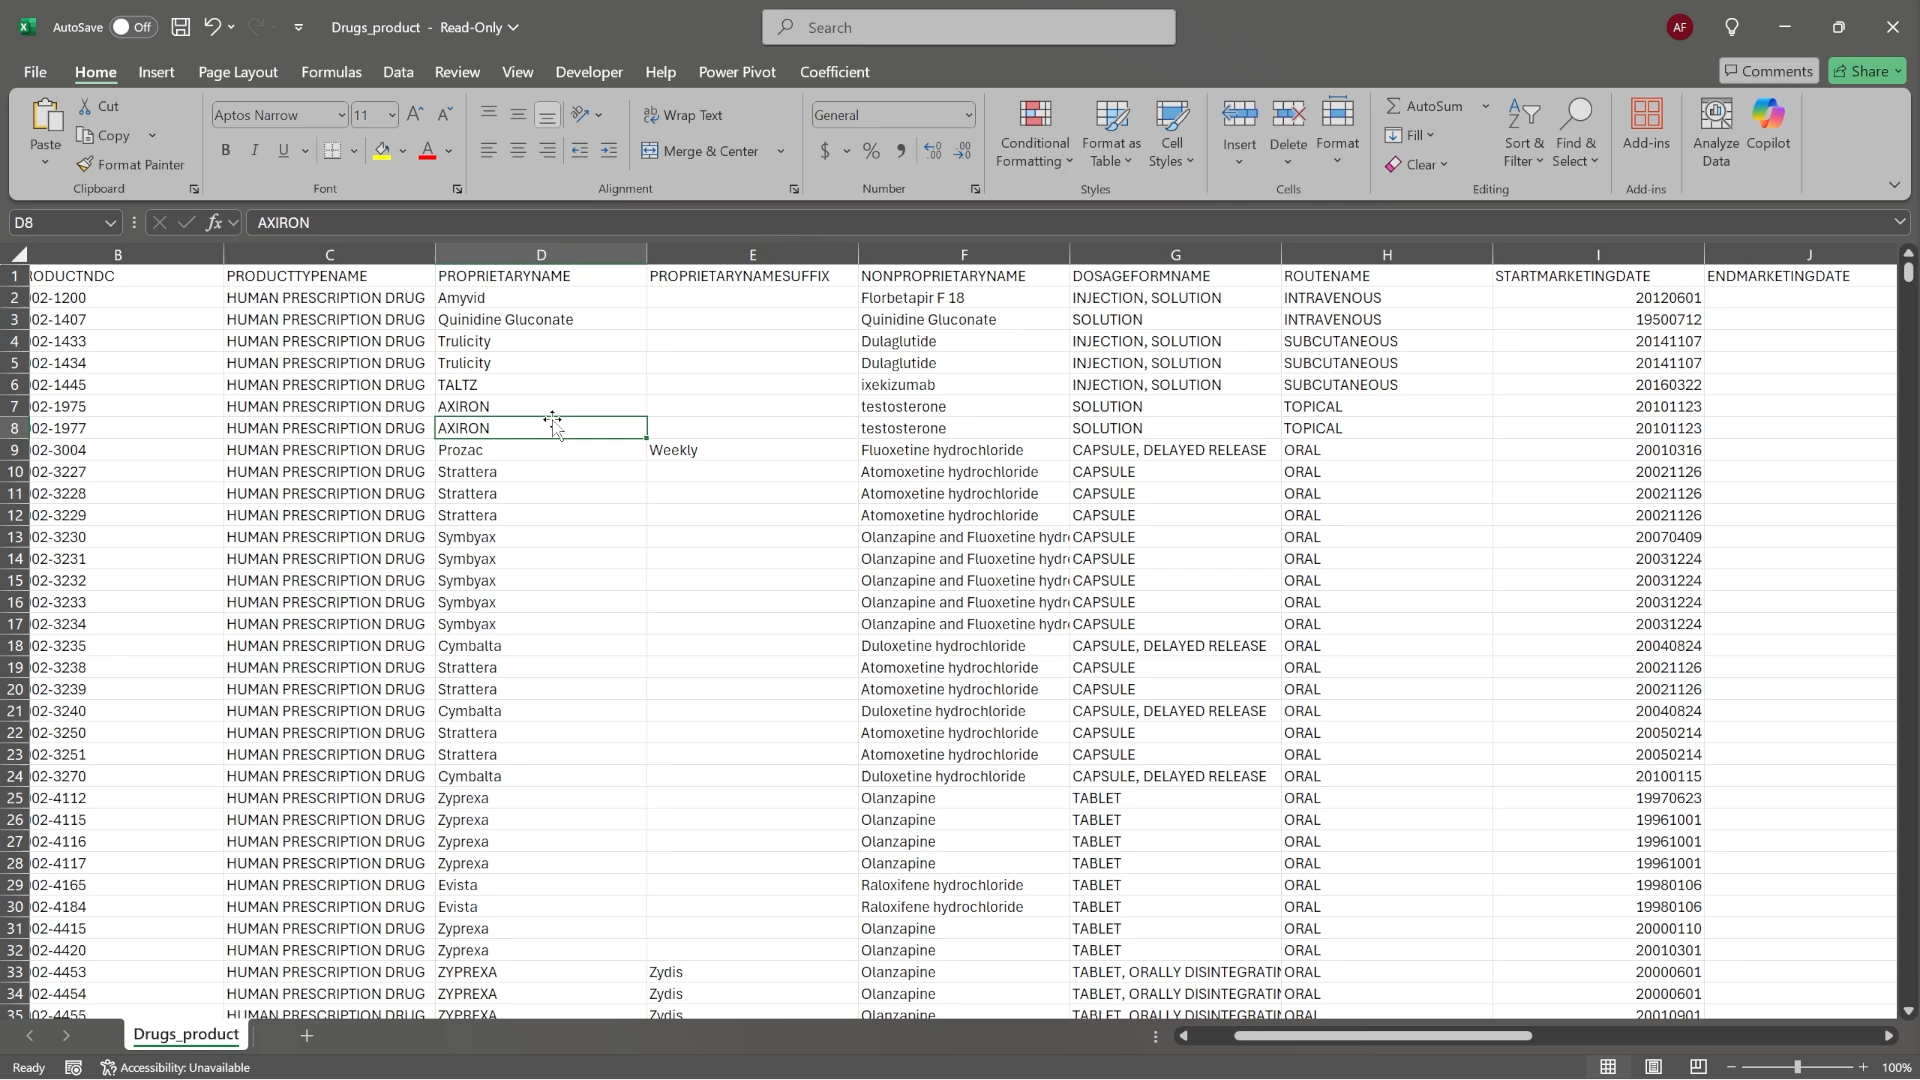 AutoSave Off Drugs_product - Read-Only Search AF
File Home Insert Page Layout Formulas Data Review View Developer Help Power Pivot Coefficient Comments Share
Paste Cut Copy Format Painter Clipboard
Aptos Narrow 11 B I U A Font
Wrap Text Merge & Center Alignment
General $ % Number
Conditional Formatting Format as Table Cell Styles Styles
Insert Delete Format Cells
AutoSum Fill Clear Sort & Filter Find & Select Editing
Add-ins Add-ins
Analyze Data Copilot
D8 fx AXIRON
B C D E F G H I J
1 RODUCTNDC PRODUCTTYPENAME PROPRIETARYNAME PROPRIETARYNAMESUFFIX NONPROPRIETARYNAME DOSAGEFORMNAME ROUTENAME STARTMARKETINGDATE ENDMARKETINGDATE
2 02-1200 HUMAN PRESCRIPTION DRUG Amyvid Florbetapir F 18 INJECTION, SOLUTION INTRAVENOUS 20120601
3 02-1407 HUMAN PRESCRIPTION DRUG Quinidine Gluconate Quinidine Gluconate SOLUTION INTRAVENOUS 19500712
4 02-1433 HUMAN PRESCRIPTION DRUG Trulicity Dulaglutide INJECTION, SOLUTION SUBCUTANEOUS 20141107
5 02-1434 HUMAN PRESCRIPTION DRUG Trulicity Dulaglutide INJECTION, SOLUTION SUBCUTANEOUS 20141107
6 02-1445 HUMAN PRESCRIPTION DRUG TALTZ ixekizumab INJECTION, SOLUTION SUBCUTANEOUS 20160322
7 02-1975 HUMAN PRESCRIPTION DRUG AXIRON testosterone SOLUTION TOPICAL 20101123
8 02-1977 HUMAN PRESCRIPTION DRUG AXIRON testosterone SOLUTION TOPICAL 20101123
9 02-3004 HUMAN PRESCRIPTION DRUG Prozac Weekly Fluoxetine hydrochloride CAPSULE, DELAYED RELEASE ORAL 20010316
10 02-3227 HUMAN PRESCRIPTION DRUG Strattera Atomoxetine hydrochloride CAPSULE ORAL 20021126
11 02-3228 HUMAN PRESCRIPTION DRUG Strattera Atomoxetine hydrochloride CAPSULE ORAL 20021126
12 02-3229 HUMAN PRESCRIPTION DRUG Strattera Atomoxetine hydrochloride CAPSULE ORAL 20021126
13 02-3230 HUMAN PRESCRIPTION DRUG Symbyax Olanzapine and Fluoxetine hydr CAPSULE ORAL 20070409
14 02-3231 HUMAN PRESCRIPTION DRUG Symbyax Olanzapine and Fluoxetine hydr CAPSULE ORAL 20031224
15 02-3232 HUMAN PRESCRIPTION DRUG Symbyax Olanzapine and Fluoxetine hydr CAPSULE ORAL 20031224
16 02-3233 HUMAN PRESCRIPTION DRUG Symbyax Olanzapine and Fluoxetine hydr CAPSULE ORAL 20031224
17 02-3234 HUMAN PRESCRIPTION DRUG Symbyax Olanzapine and Fluoxetine hydr CAPSULE ORAL 20031224
18 02-3235 HUMAN PRESCRIPTION DRUG Cymbalta Duloxetine hydrochloride CAPSULE, DELAYED RELEASE ORAL 20040824
19 02-3238 HUMAN PRESCRIPTION DRUG Strattera Atomoxetine hydrochloride CAPSULE ORAL 20021126
20 02-3239 HUMAN PRESCRIPTION DRUG Strattera Atomoxetine hydrochloride CAPSULE ORAL 20021126
21 02-3240 HUMAN PRESCRIPTION DRUG Cymbalta Duloxetine hydrochloride CAPSULE, DELAYED RELEASE ORAL 20040824
22 02-3250 HUMAN PRESCRIPTION DRUG Strattera Atomoxetine hydrochloride CAPSULE ORAL 20050214
23 02-3251 HUMAN PRESCRIPTION DRUG Strattera Atomoxetine hydrochloride CAPSULE ORAL 20050214
24 02-3270 HUMAN PRESCRIPTION DRUG Cymbalta Duloxetine hydrochloride CAPSULE, DELAYED RELEASE ORAL 20100115
25 02-4112 HUMAN PRESCRIPTION DRUG Zyprexa Olanzapine TABLET ORAL 19970623
26 02-4115 HUMAN PRESCRIPTION DRUG Zyprexa Olanzapine TABLET ORAL 19961001
27 02-4116 HUMAN PRESCRIPTION DRUG Zyprexa Olanzapine TABLET ORAL 19961001
28 02-4117 HUMAN PRESCRIPTION DRUG Zyprexa Olanzapine TABLET ORAL 19961001
29 02-4165 HUMAN PRESCRIPTION DRUG Evista Raloxifene hydrochloride TABLET ORAL 19980106
30 02-4184 HUMAN PRESCRIPTION DRUG Evista Raloxifene hydrochloride TABLET ORAL 19980106
31 02-4415 HUMAN PRESCRIPTION DRUG Zyprexa Olanzapine TABLET ORAL 20000110
32 02-4420 HUMAN PRESCRIPTION DRUG Zyprexa Olanzapine TABLET ORAL 20010301
33 02-4453 HUMAN PRESCRIPTION DRUG ZYPREXA Zydis Olanzapine TABLET, ORALLY DISINTEGRATIN ORAL 20000601
34 02-4454 HUMAN PRESCRIPTION DRUG ZYPREXA Zydis Olanzapine TABLET, ORALLY DISINTEGRATIN ORAL 20000601
35 02-4455 HUMAN PRESCRIPTION DRUG ZYPREXA Zydis Olanzapine TABLET, ORALLY DISINTEGRATIN ORAL 20010901
Drugs_product
Ready Accessibility: Unavailable 100%